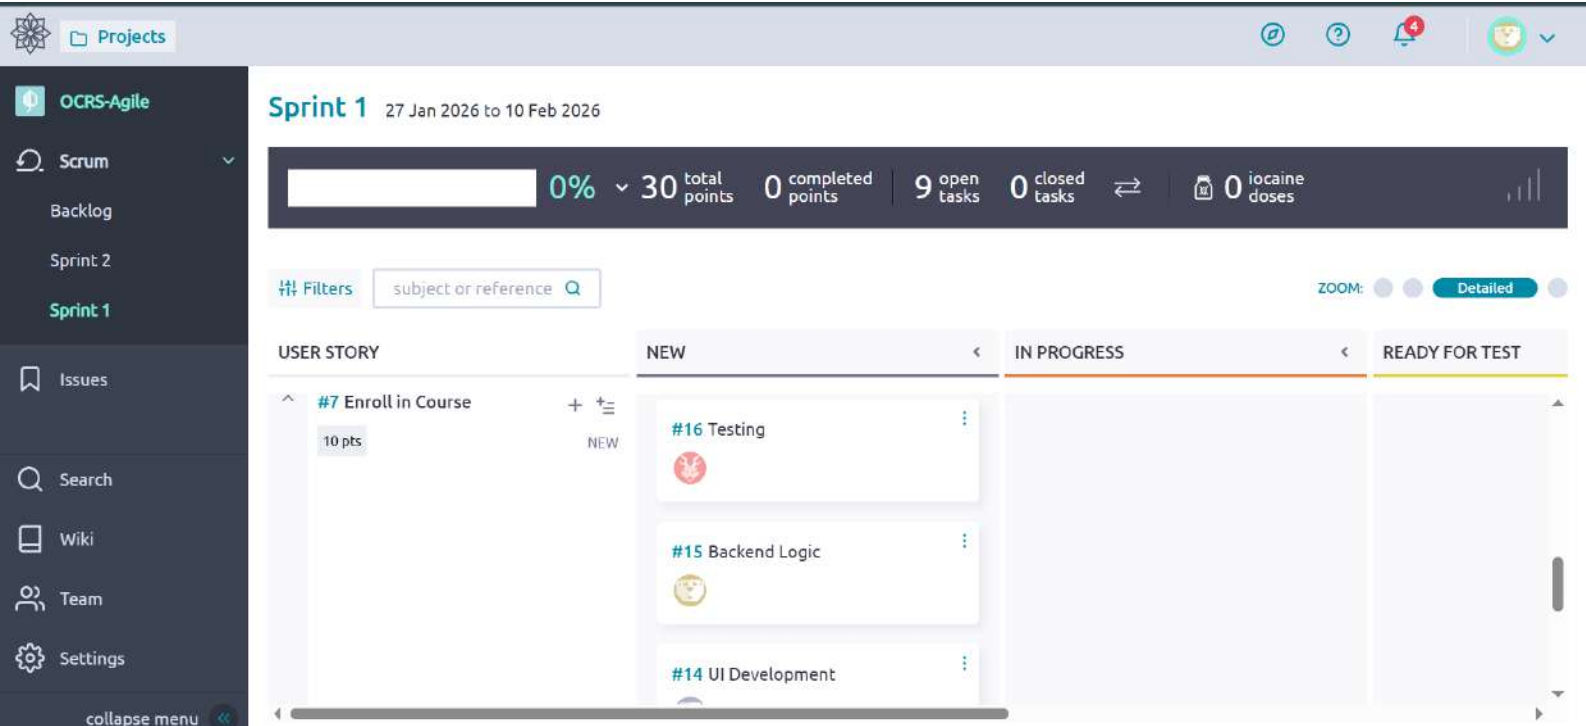 Projects
4
OCRS-Agile
Scrum
Backlog
Sprint 2
Sprint 1
Issues
Search
Wiki
Team
Settings
collapse menu
Sprint 1 27 Jan 2026 to 10 Feb 2026
0% 30 total points 0 completed points 9 open tasks 0 closed tasks 0 iocaine doses
Filters subject or reference ZOOM: Detailed
USER STORY NEW IN PROGRESS READY FOR TEST
#7 Enroll in Course
10 pts NEW
#16 Testing
#15 Backend Logic
#14 UI Development